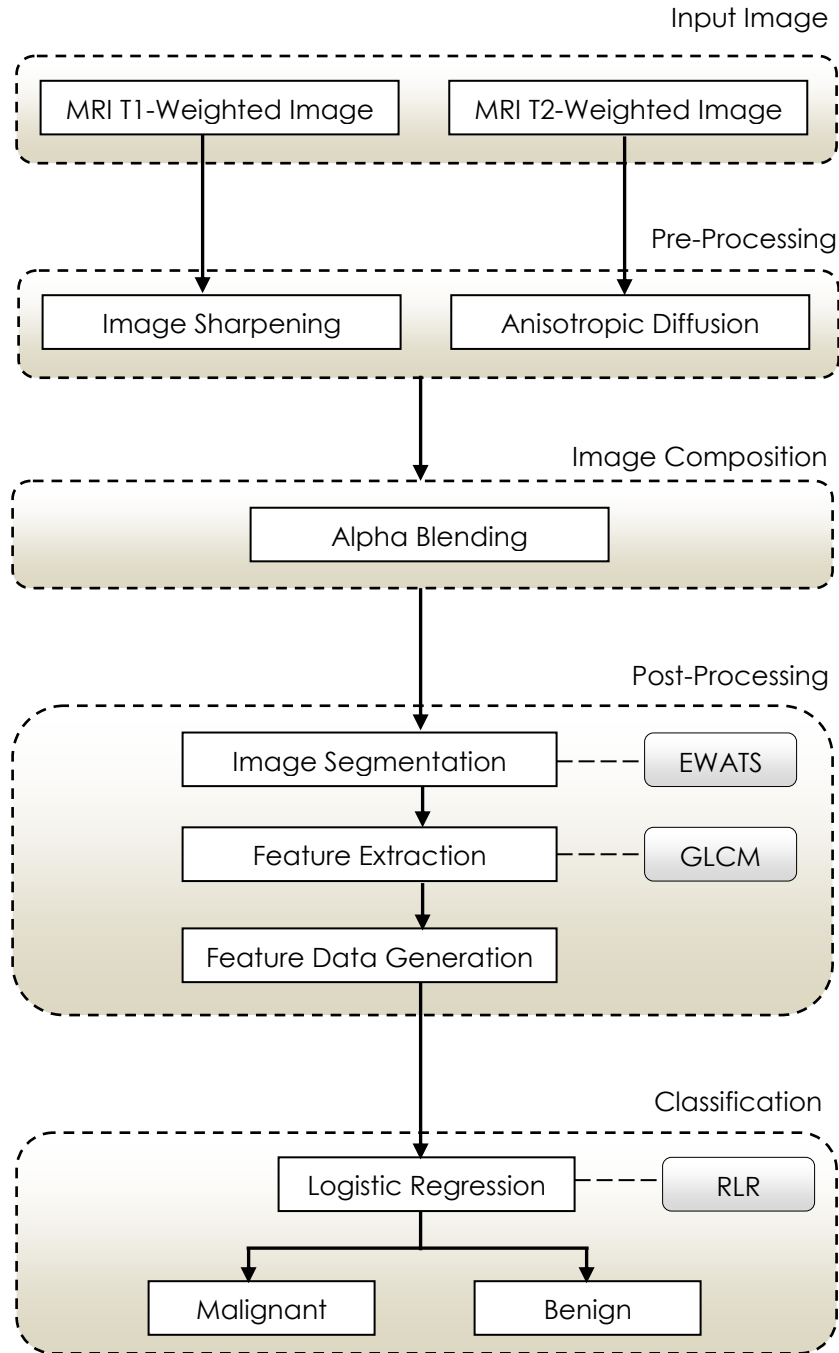 Input Image
MRI T1-Weighted Image
MRI T2-Weighted Image
Pre-Processing
Image Sharpening
Anisotropic Diffusion
Image Composition
Alpha Blending
Post-Processing
Image Segmentation
EWATS
Feature Extraction
GLCM
Feature Data Generation
Classification
Logistic Regression
RLR
Malignant
Benign